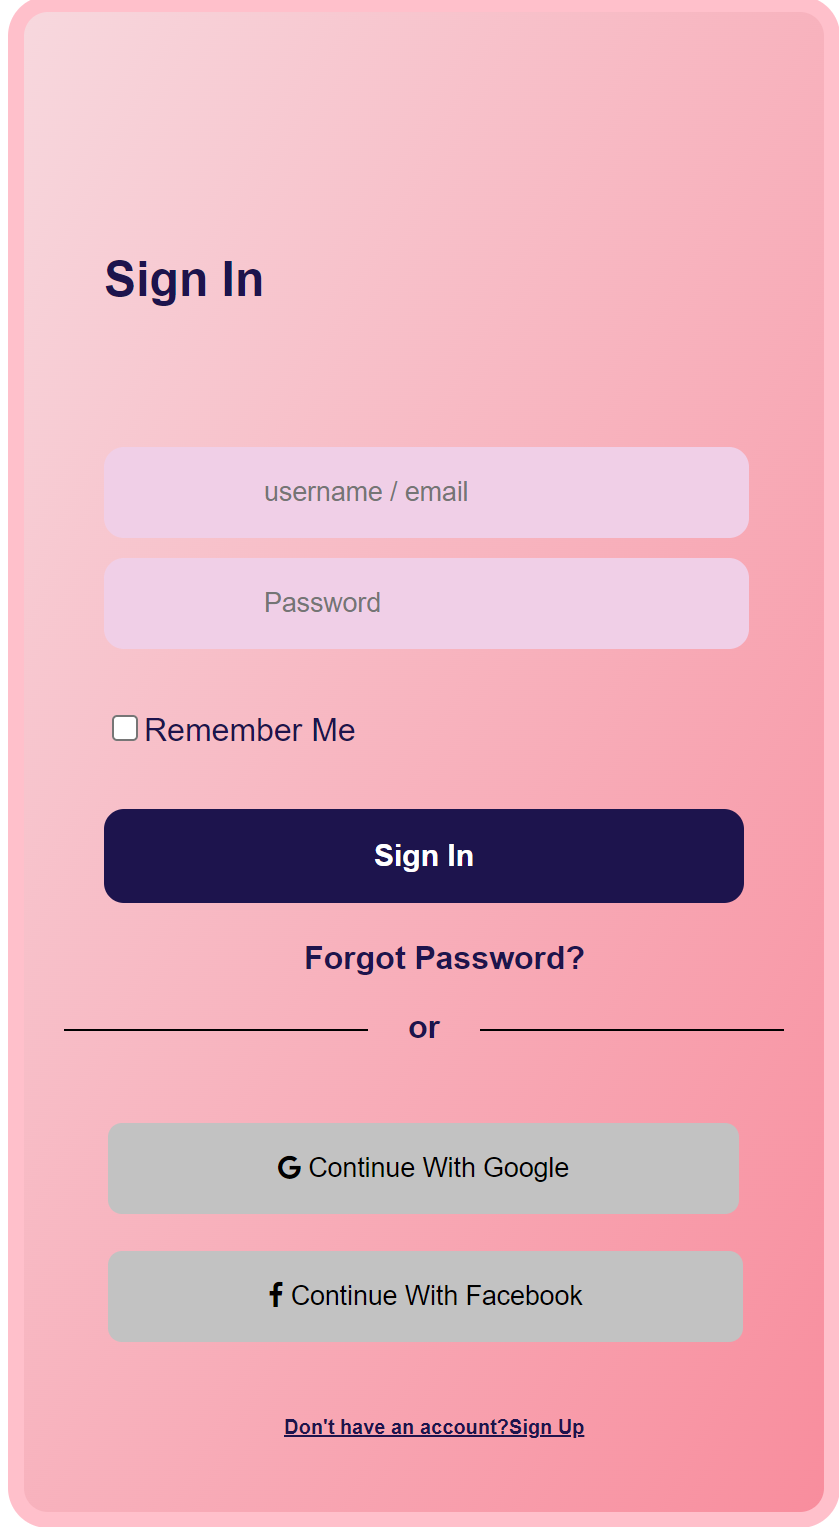 Sign In
username / email
Password
Remember Me
Sign In
Forgot Password?
or
Continue With Google
Continue With Facebook
Don't have an account?Sign Up